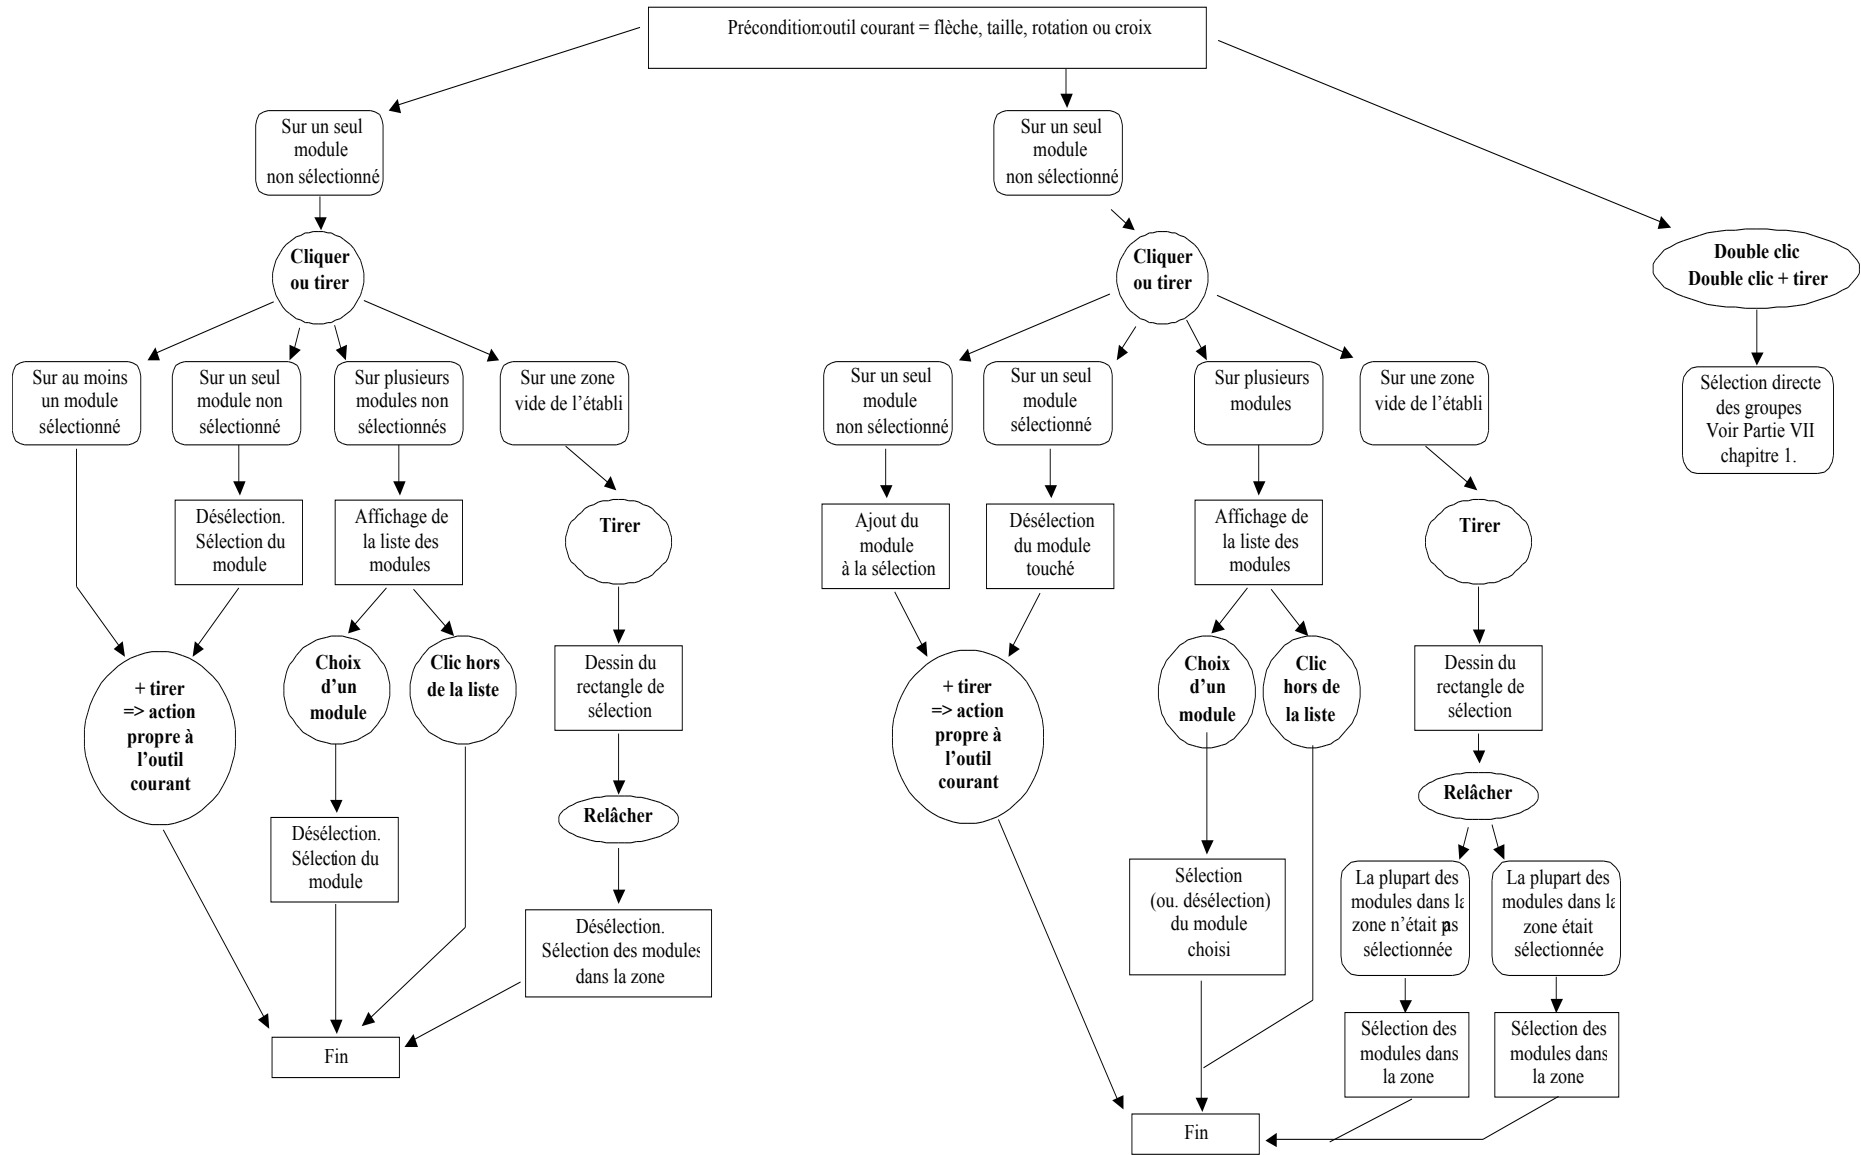 Précondition:outil courant = flèche, taille, rotation ou croix
Sur un seul
module
non sélectionné
Sur un seul
module
non sélectionné
Cliquer
ou tirer
Cliquer
ou tirer
Double clic
Double clic + tirer
Sur au moins
un module
sélectionné
Sur un seul
module non
sélectionné
Sur plusieurs
modules non
sélectionnés
Sur une zone
vide de l’établi
Sur un seul
module
non sélectionné
Sur un seul
module
sélectionné
Sur plusieurs
modules
Sur une zone
vide de l’établi
Sélection directe
des groupes
Voir Partie VII
chapitre 1.
Désélection.
Sélection du
module
Affichage de
la liste des
modules
Tirer
Ajout du
module
à la sélection
Désélection
du module
touché
Affichage de
la liste des
modules
Tirer
+ tirer
=> action
propre à
l’outil
courant
Choix
d’un
module
Clic hors
de la liste
Dessin du
rectangle de
sélection
+ tirer
=> action
propre à
l’outil
courant
Choix
d’un
module
Clic
hors de
la liste
Dessin du
rectangle de
sélection
Relâcher
Relâcher
Désélection.
Sélection du
module
Désélection.
Sélection des modules
dans la zone
Sélection
(ou. désélection)
du module
choisi
La plupart des
modules dans la
zone n’était pas
sélectionnée
La plupart des
modules dans la
zone était
sélectionnée
Sélection des
modules dans
la zone
Sélection des
modules dans
la zone
Fin
Fin